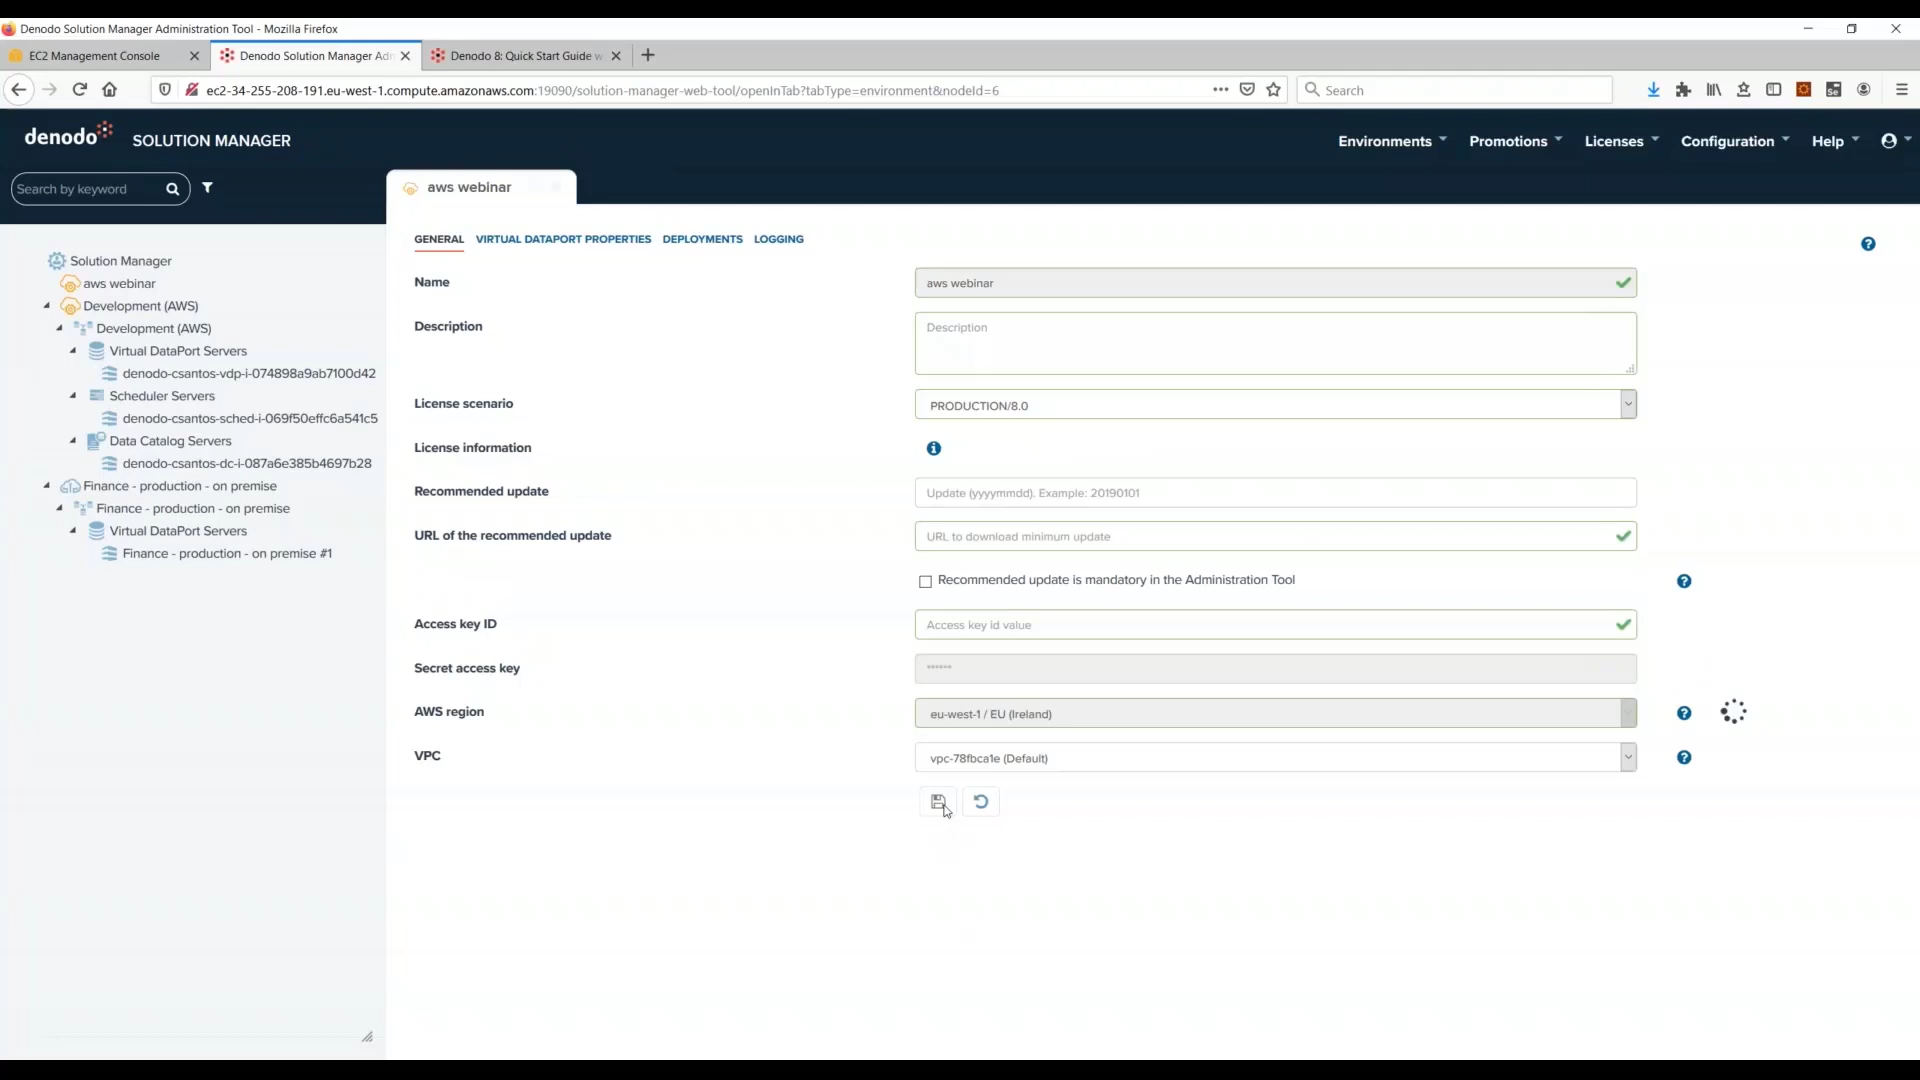 Denodo Solution Manager Administration Tool - Mozilla Firefox
EC2 Management Console
Denodo Solution Manager Adm
Denodo 8: Quick Start Guide w
ec2-34-255-208-191.eu-west-1.compute.amazonaws.com:19090/solution-manager-web-tool/openInTab?tabType=environment&nodeId=6
Search
denodo SOLUTION MANAGER
Environments Promotions Licenses Configuration Help
Search by keyword
aws webinar
GENERAL VIRTUAL DATAPORT PROPERTIES DEPLOYMENTS LOGGING
Solution Manager
aws webinar
Development (AWS)
Development (AWS)
Virtual DataPort Servers
denodo-csantos-vdp-i-074898a9ab7100d42
Scheduler Servers
denodo-csantos-sched-i-069f50effc6a541c5
Data Catalog Servers
denodo-csantos-dc-i-087a6e385b4697b28
Finance - production - on premise
Finance - production - on premise
Virtual DataPort Servers
Finance - production - on premise #1
Name
aws webinar
Description
Description
License scenario
PRODUCTION/8.0
License information
Recommended update
Update (yyyymmdd). Example: 20190101
URL of the recommended update
URL to download minimum update
Recommended update is mandatory in the Administration Tool
Access key ID
Access key id value
Secret access key
••••••
AWS region
eu-west-1 / EU (Ireland)
VPC
vpc-78fbca1e (Default)